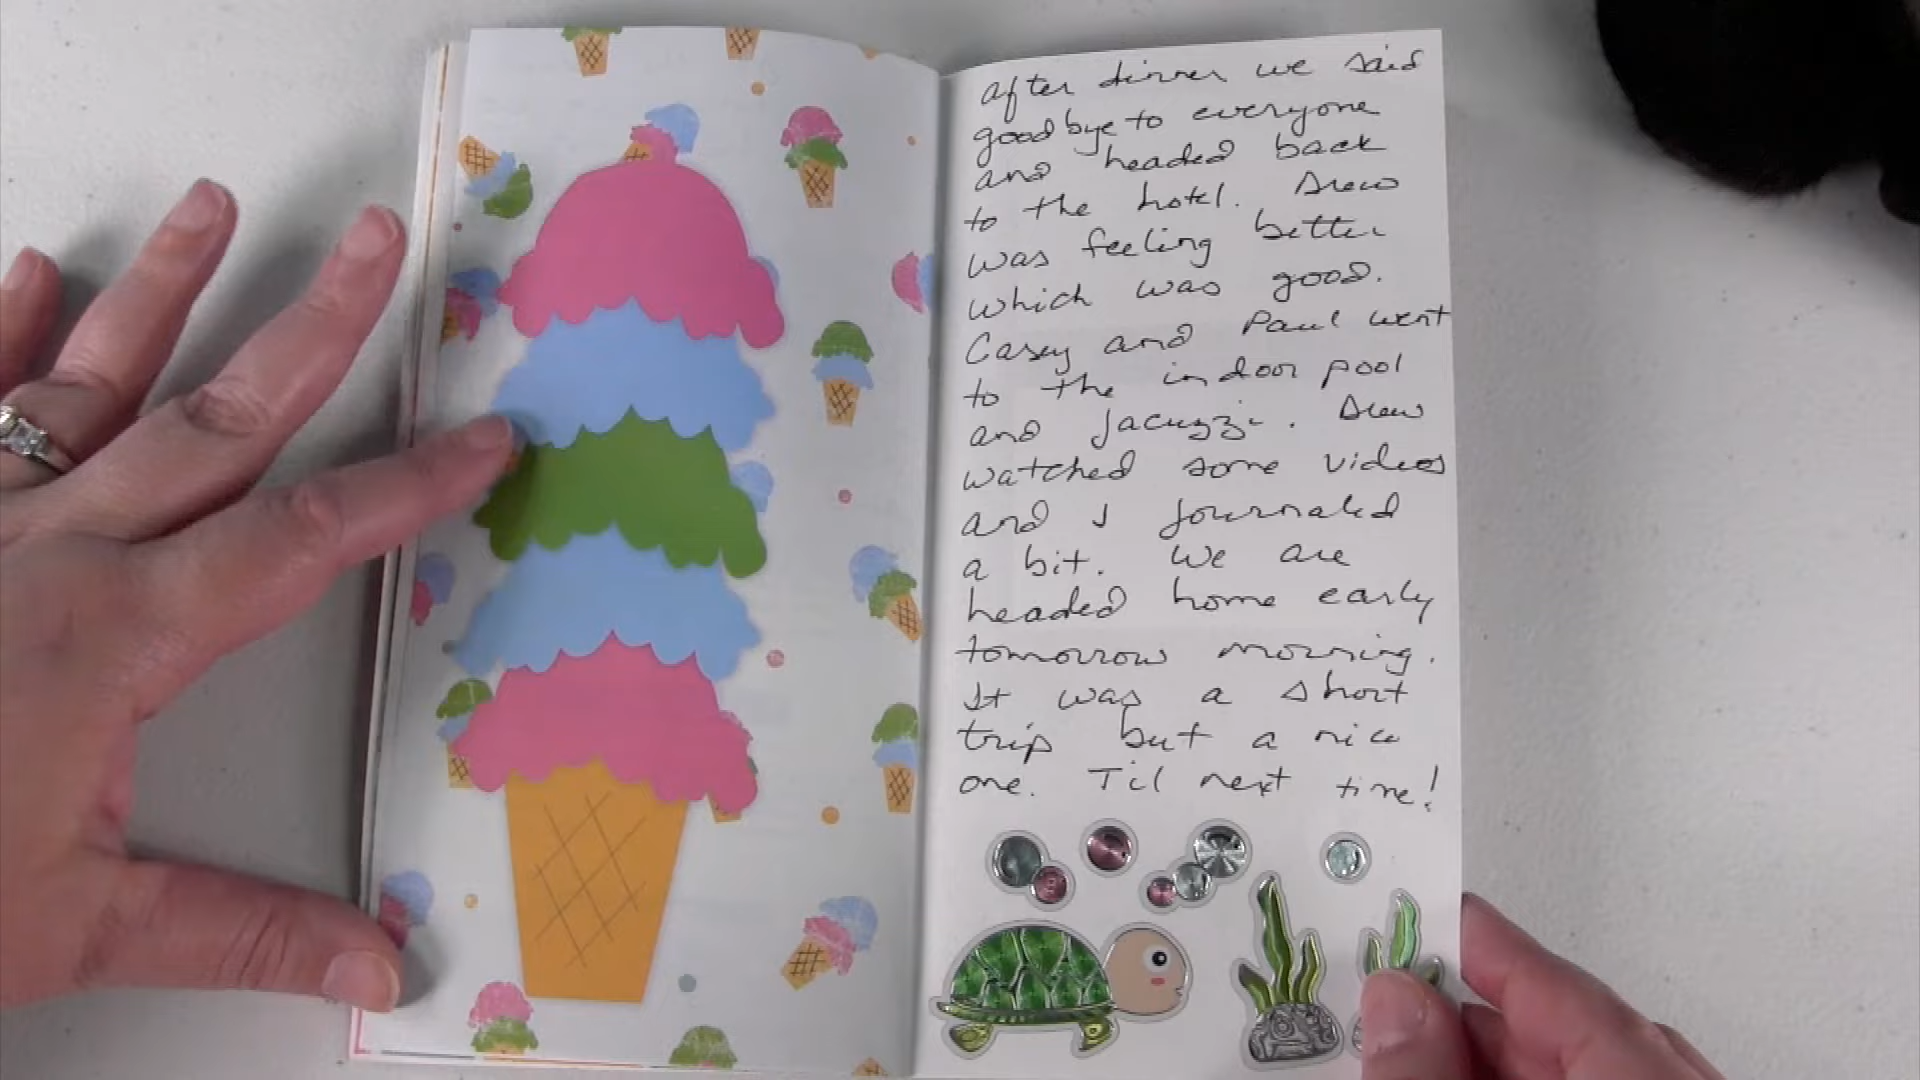 after dinner we said
goodbye to everyone
and headed back
to the hotel. Drew
was feeling better
which was good.
Casey and Paul went
to the indoor pool
and jacuzzi. Drew
watched some videos
and I journaled
a bit. We are
headed home early
tomorrow morning.
It was a short
trip but a nice
one. Til next time!